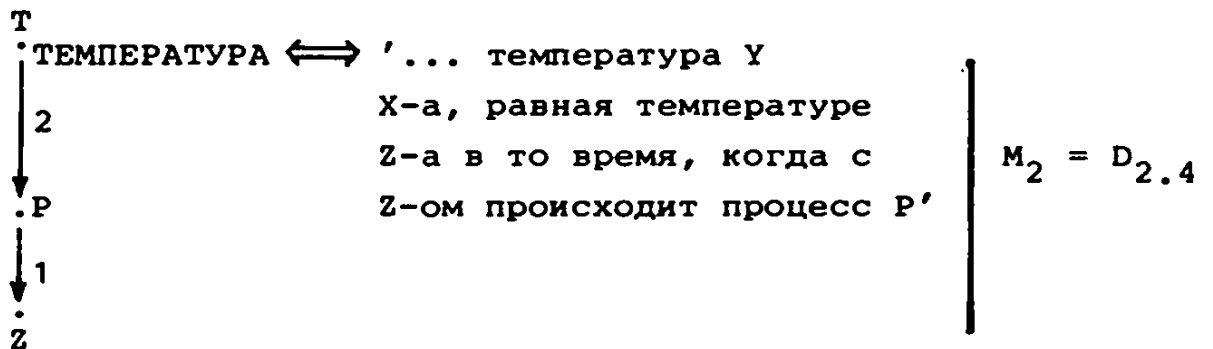 T
ТЕМПЕРАТУРА ⟺ '... температура Y
X-а, равная температуре
2
Z-а в то время, когда с
M₂ = D₂.₄
.P
Z-ом происходит процесс P'
1
Z